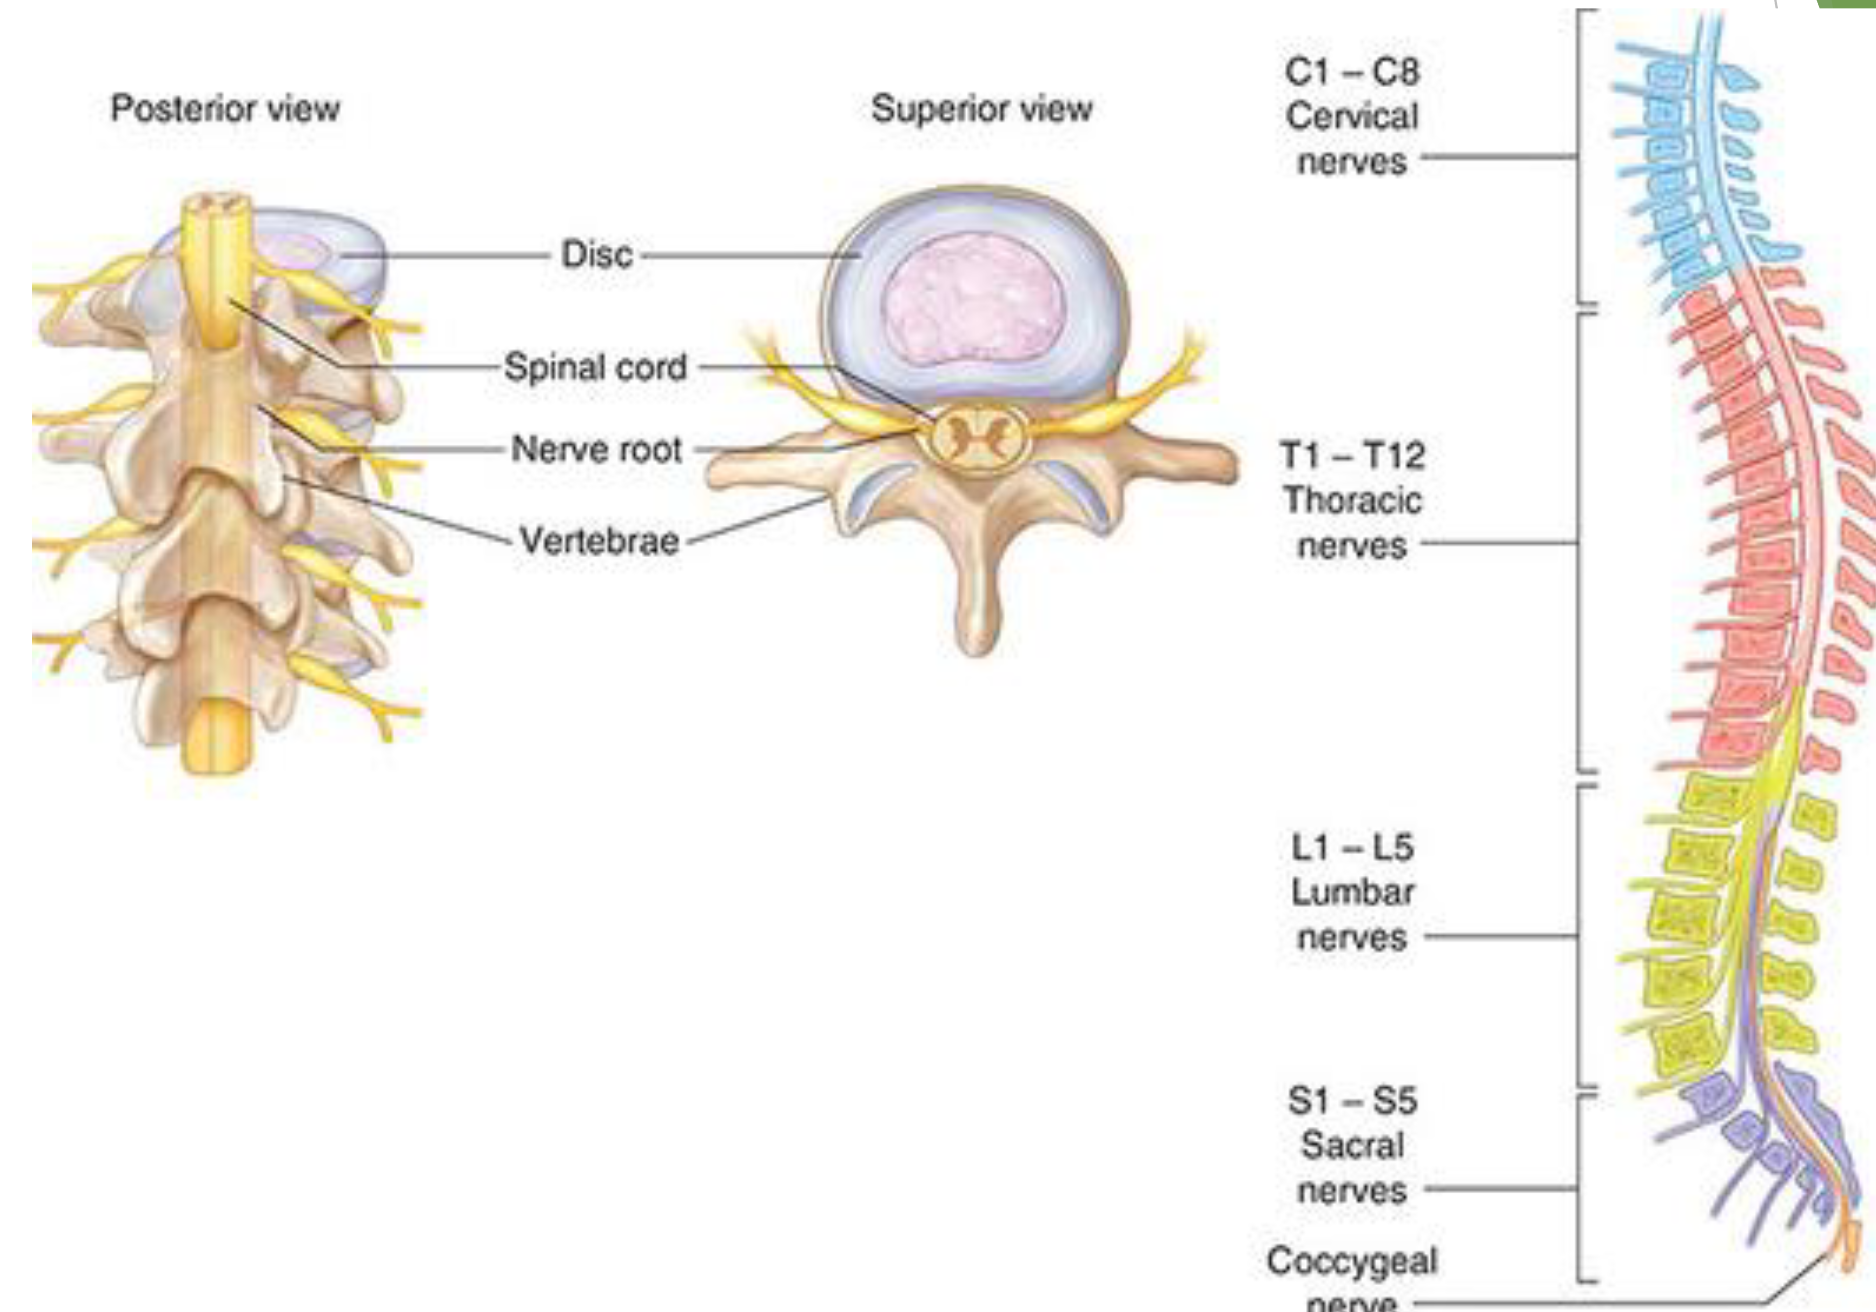 Posterior view
Superior view
Disc
Spinal cord
Nerve root
Vertebrae
C1 – C8
Cervical
nerves
T1 – T12
Thoracic
nerves
L1 – L5
Lumbar
nerves
S1 – S5
Sacral
nerves
Coccygeal
nerve